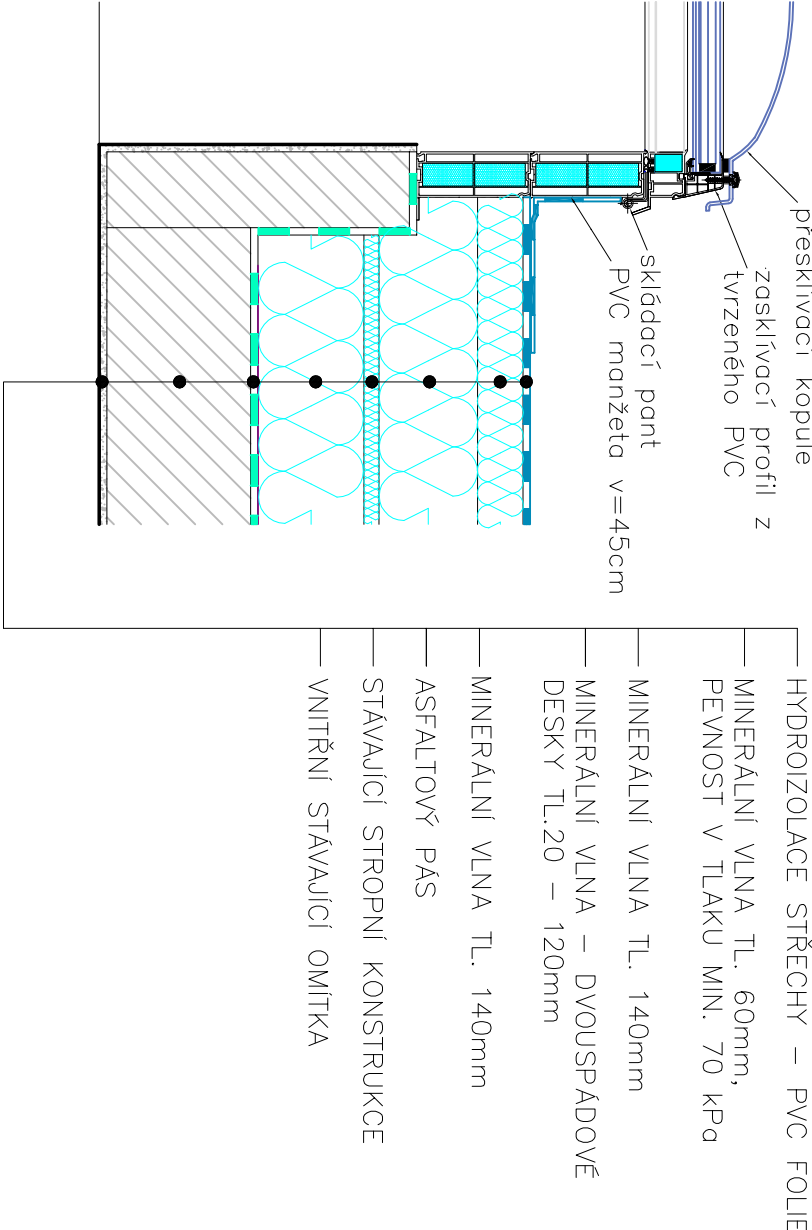 přesklívací kopule
zasklívací profil z
tvrzeného PVC
skládací pant
PVC manžeta v=45cm
HYDROIZOLACE STŘECHY – PVC FOLIE
MINERÁLNÍ VLNA TL. 60mm,
PEVNOST V TLAKU MIN. 70 kPa
MINERÁLNÍ VLNA TL. 140mm
MINERÁLNÍ VLNA – DVOUSPÁDOVÉ
DESKY TL.20 – 120mm
MINERÁLNÍ VLNA TL. 140mm
ASFALTOVÝ PÁS
STÁVAJÍCÍ STROPNÍ KONSTRUKCE
VNITŘNÍ STÁVAJÍCÍ OMÍTKA